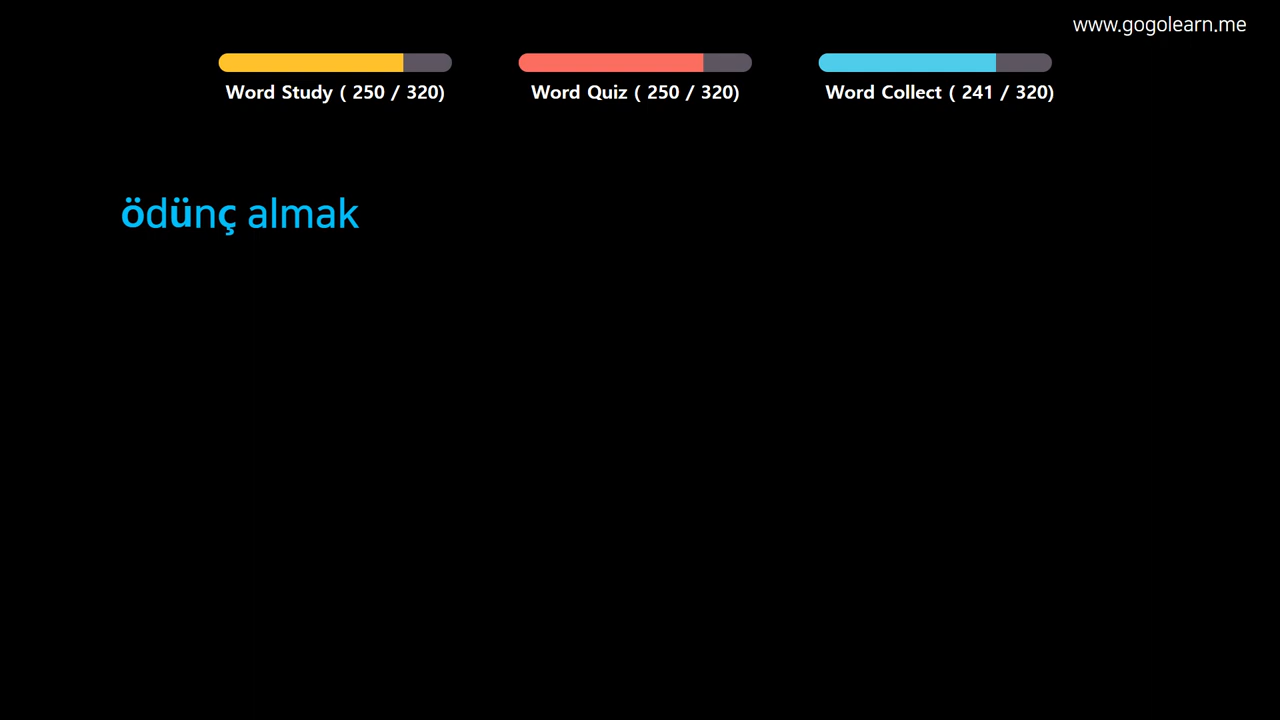 www.gogolearn.me
Word Study ( 250 / 320)
Word Quiz ( 250 / 320)
Word Collect ( 241 / 320)
ödünç almak